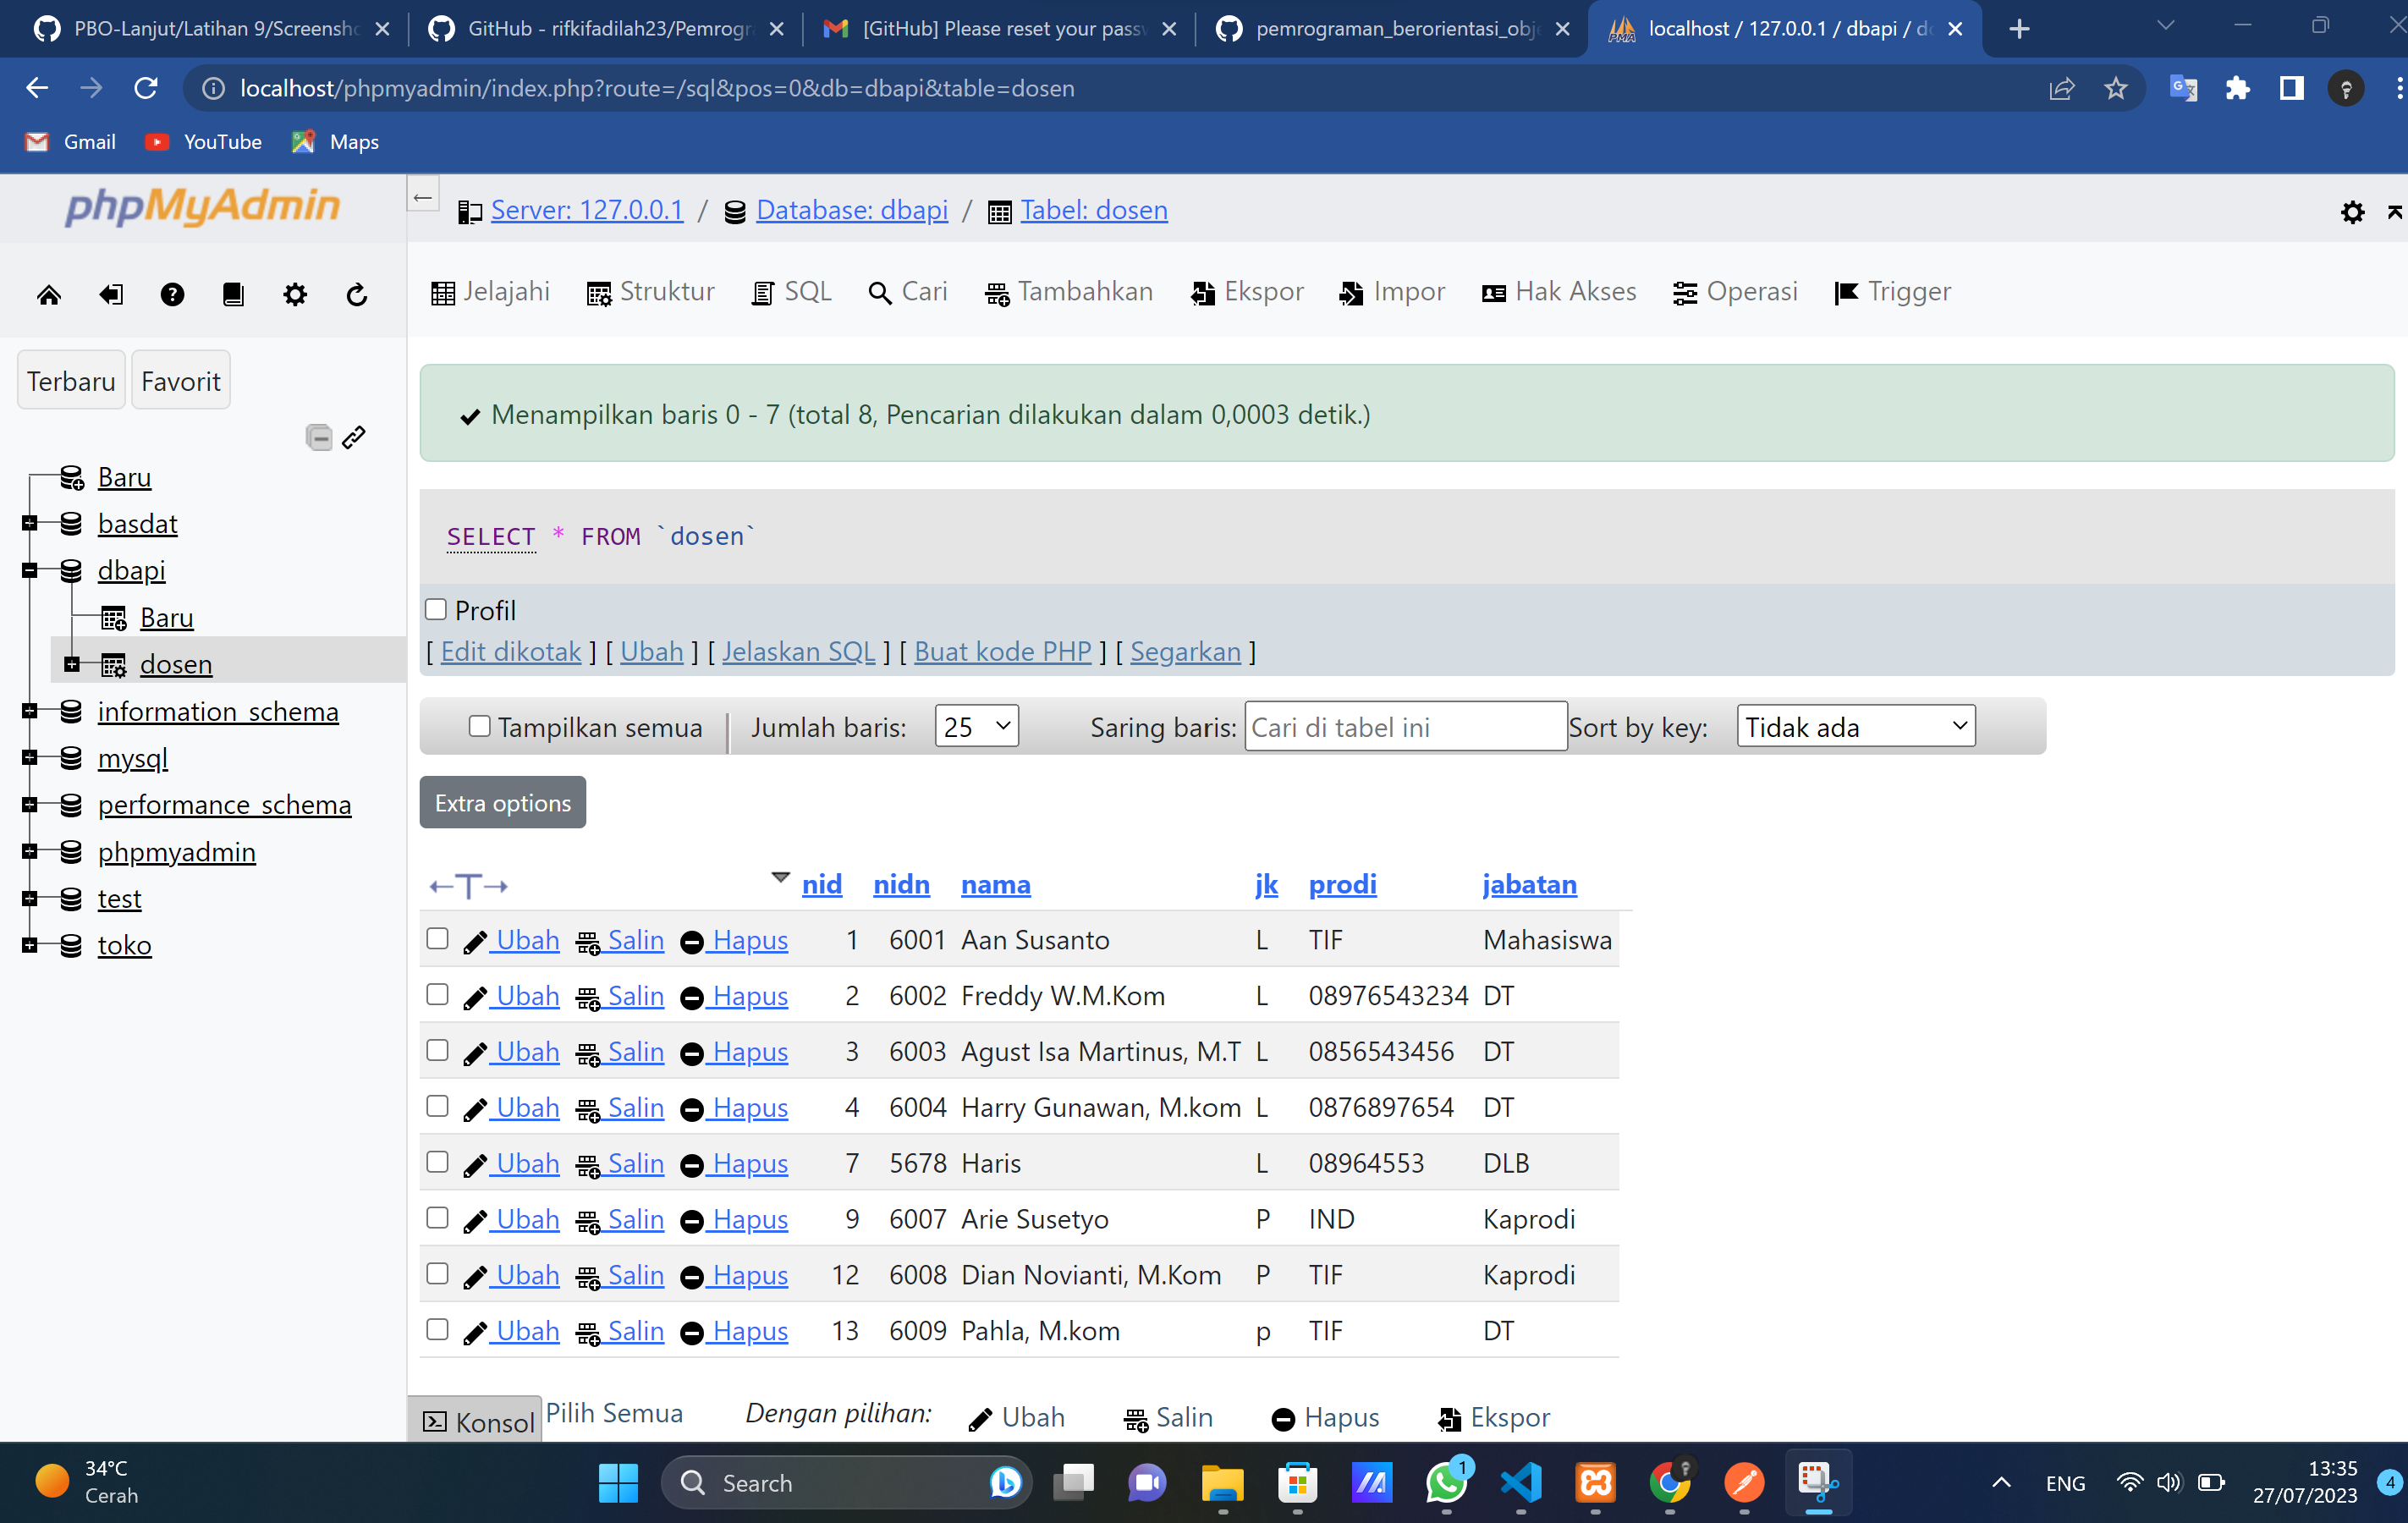 PBO-Lanjut/Latihan 9/Screensho
GitHub - rifkifadilah23/Pemrogr
[GitHub] Please reset your passw
pemrograman_berorientasi_obje
localhost / 127.0.0.1 / dbapi / do
localhost/phpmyadmin/index.php?route=/sql&pos=0&db=dbapi&table=dosen
Gmail
YouTube
Maps
phpMyAdmin
Terbaru
Favorit
Baru
basdat
dbapi
Baru
dosen
information_schema
mysql
performance_schema
phpmyadmin
test
toko
Server: 127.0.0.1 / Database: dbapi / Tabel: dosen
Jelajahi Struktur SQL Cari Tambahkan Ekspor Impor Hak Akses Operasi Trigger
Menampilkan baris 0 - 7 (total 8, Pencarian dilakukan dalam 0,0003 detik.)
SELECT * FROM `dosen`
Profil
[ Edit dikotak ] [ Ubah ] [ Jelaskan SQL ] [ Buat kode PHP ] [ Segarkan ]
Tampilkan semua Jumlah baris: 25 Saring baris: Cari di tabel ini Sort by key: Tidak ada
Extra options
←T→ nid nidn nama jk prodi jabatan
Ubah Salin Hapus 1 6001 Aan Susanto L TIF Mahasiswa
Ubah Salin Hapus 2 6002 Freddy W.M.Kom L 08976543234 DT
Ubah Salin Hapus 3 6003 Agust Isa Martinus, M.T L 0856543456 DT
Ubah Salin Hapus 4 6004 Harry Gunawan, M.kom L 0876897654 DT
Ubah Salin Hapus 7 5678 Haris L 08964553 DLB
Ubah Salin Hapus 9 6007 Arie Susetyo P IND Kaprodi
Ubah Salin Hapus 12 6008 Dian Novianti, M.Kom P TIF Kaprodi
Ubah Salin Hapus 13 6009 Pahla, M.kom p TIF DT
Konsol Pilih Semua Dengan pilihan: Ubah Salin Hapus Ekspor
34°C
Cerah
Search
1
ENG
13:35
27/07/2023
4